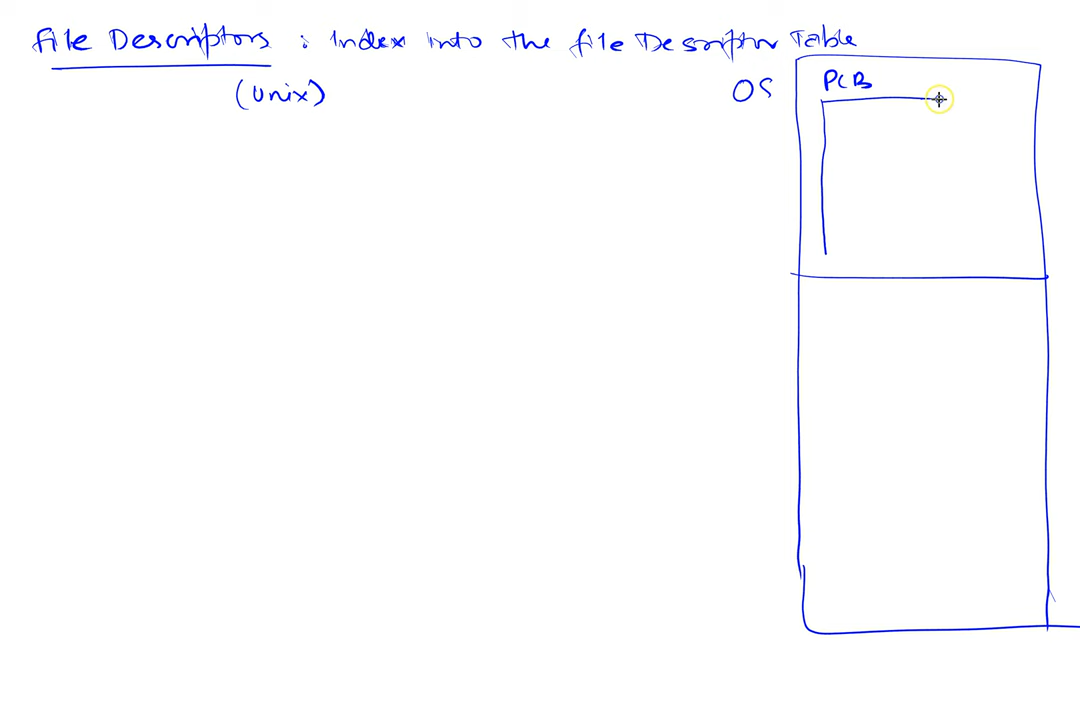 File Descriptors : Index into the file Descriptor Table
(Unix)
OS
PCB